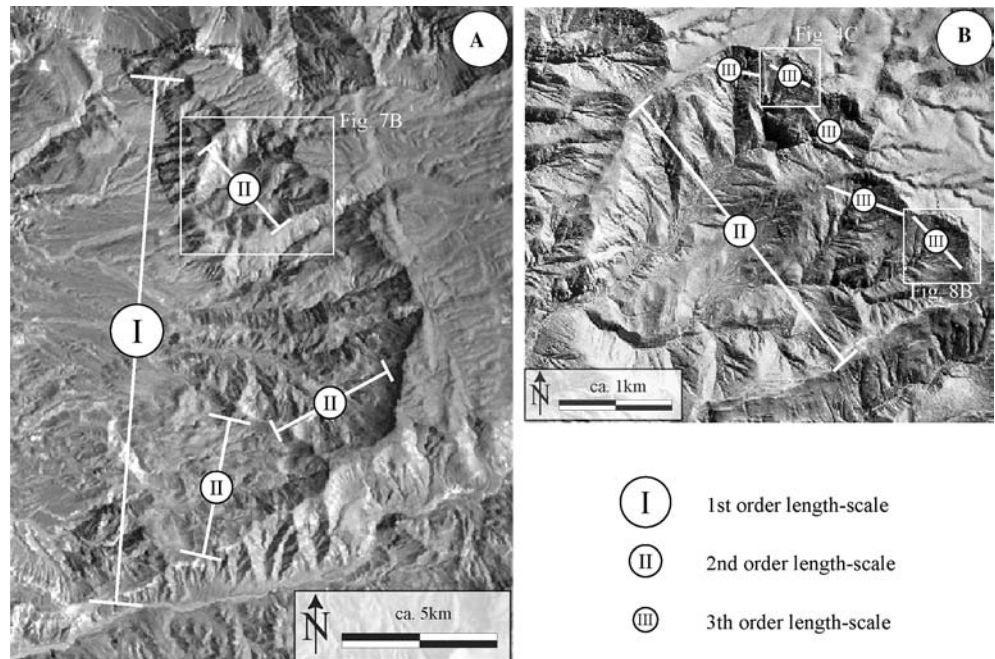 A
Fig. 7B
II
I
II
II
N
ca. 5km
B
Fig. 4C
III
III
III
III
II
III
Fig. 8B
N
ca. 1km
I 1st order length-scale
II 2nd order length-scale
III 3th order length-scale